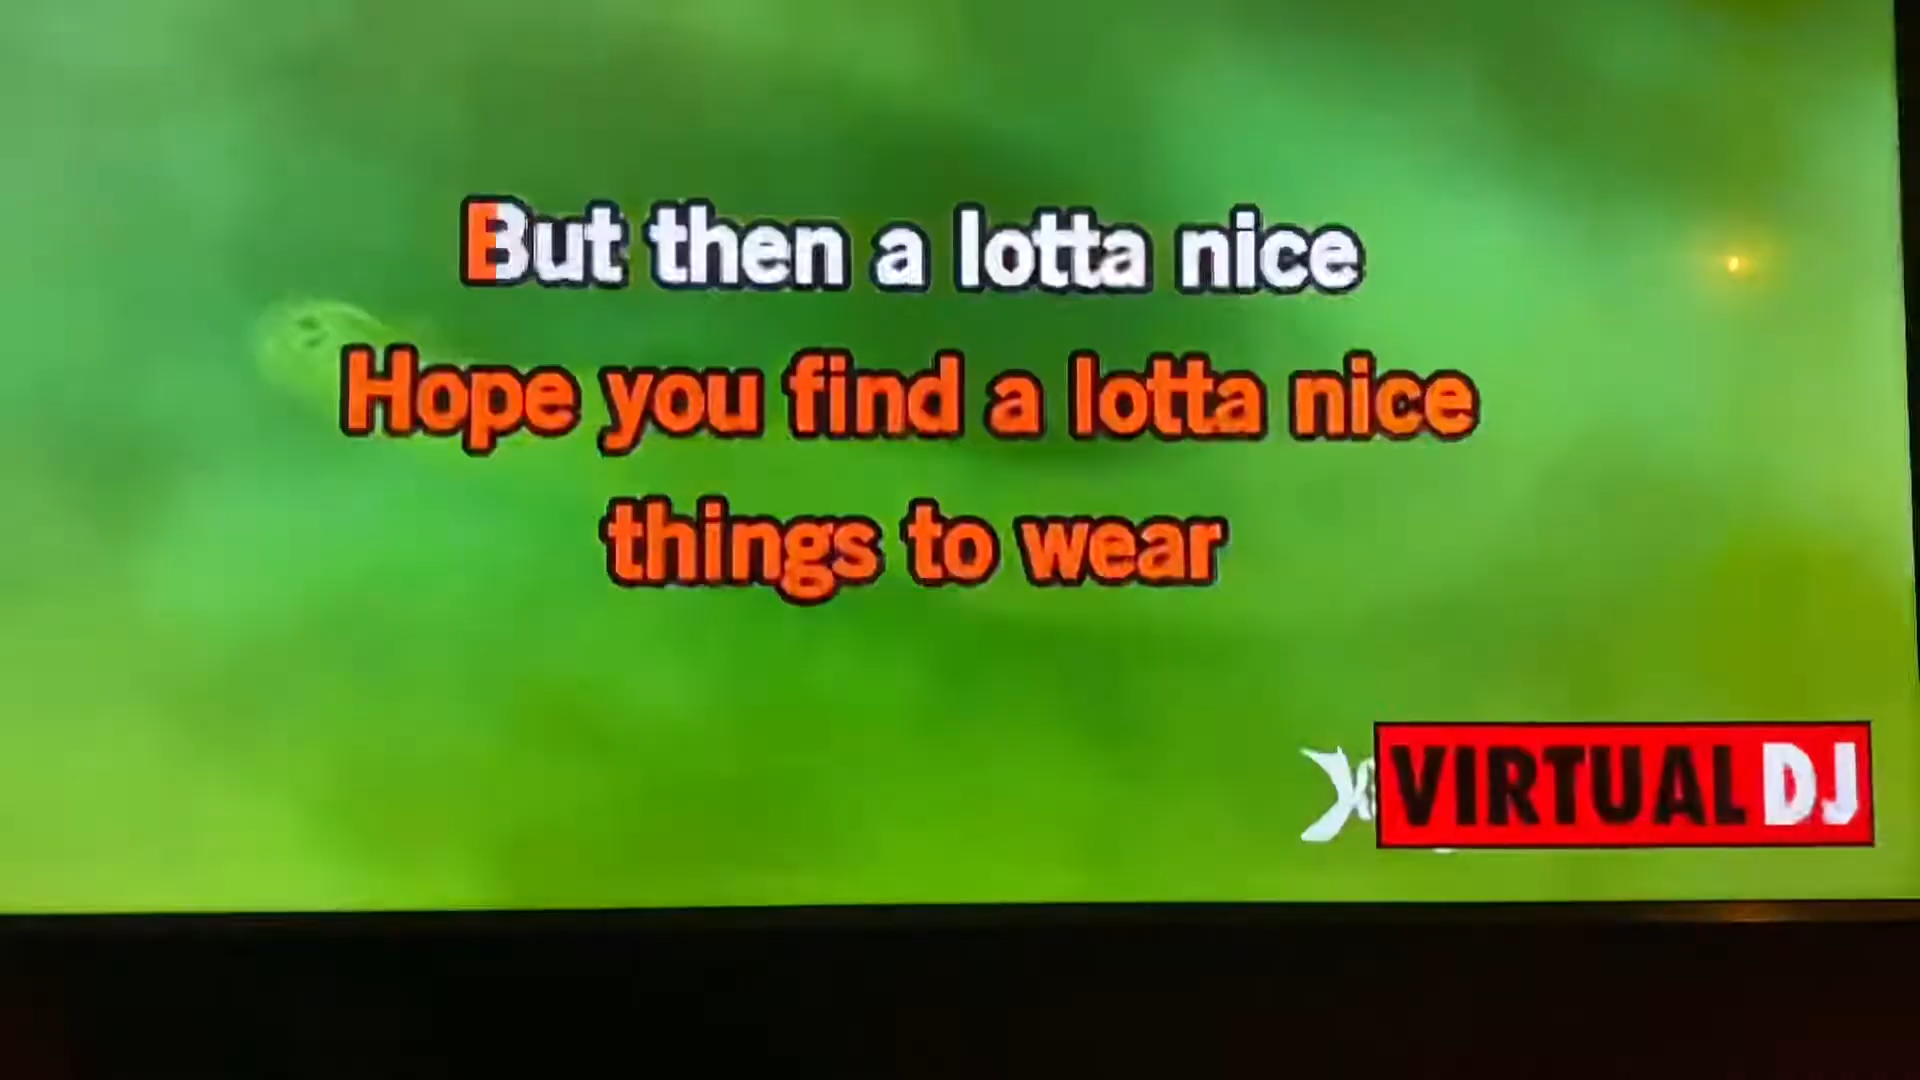 But then a lotta nice
Hope you find a lotta nice
things to wear
VIRTUAL DJ